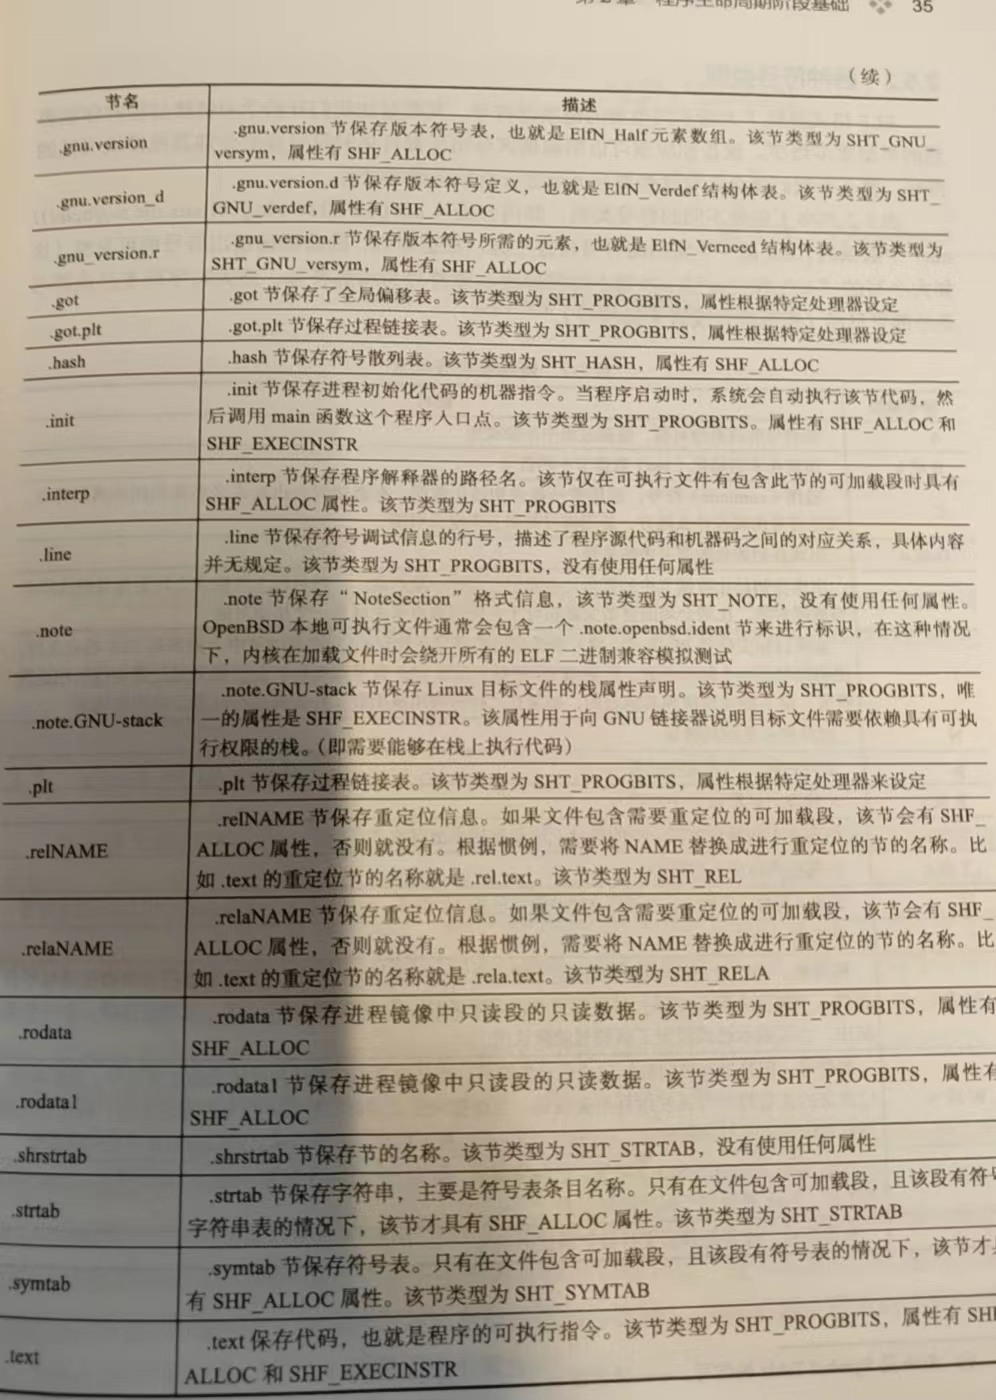 程序生命周期阶段基础 35
（续）
节名 描述
.gnu.version .gnu.version 节保存版本符号表，也就是 ElfN_Half 元素数组。该节类型为 SHT_GNU_
versym，属性有 SHF_ALLOC
.gnu.version_d .gnu.version.d 节保存版本符号定义，也就是 ElfN_Verdef 结构体表。该节类型为 SHT_
GNU_verdef，属性有 SHF_ALLOC
.gnu_version.r .gnu_version.r 节保存版本符号所需的元素，也就是 ElfN_Verneed 结构体表。该节类型为
SHT_GNU_versym，属性有 SHF_ALLOC
.got .got 节保存了全局偏移表。该节类型为 SHT_PROGBITS，属性根据特定处理器设定
.got.plt .got.plt 节保存过程链接表。该节类型为 SHT_PROGBITS，属性根据特定处理器设定
.hash .hash 节保存符号散列表。该节类型为 SHT_HASH，属性有 SHF_ALLOC
.init .init 节保存进程初始化代码的机器指令。当程序启动时，系统会自动执行该节代码，然
后调用 main 函数这个程序入口点。该节类型为 SHT_PROGBITS。属性有 SHF_ALLOC 和
SHF_EXECINSTR
.interp .interp 节保存程序解释器的路径名。该节仅在可执行文件有包含此节的可加载段时具有
SHF_ALLOC 属性。该节类型为 SHT_PROGBITS
.line .line 节保存符号调试信息的行号，描述了程序源代码和机器码之间的对应关系，具体内容
并无规定。该节类型为 SHT_PROGBITS，没有使用任何属性
.note .note 节保存“NoteSection”格式信息，该节类型为 SHT_NOTE，没有使用任何属性。
OpenBSD 本地可执行文件通常会包含一个 .note.openbsd.ident 节来进行标识，在这种情况
下，内核在加载文件时会绕开所有的 ELF 二进制兼容模拟测试
.note.GNU-stack .note.GNU-stack 节保存 Linux 目标文件的栈属性声明。该节类型为 SHT_PROGBITS，唯
一的属性是 SHF_EXECINSTR。该属性用于向 GNU 链接器说明目标文件需要依赖具有可执
行权限的栈。（即需要能够在栈上执行代码）
.plt .plt 节保存过程链接表。该节类型为 SHT_PROGBITS，属性根据特定处理器来设定
.relNAME .relNAME 节保存重定位信息。如果文件包含需要重定位的可加载段，该节会有 SHF_
ALLOC 属性，否则就没有。根据惯例，需要将 NAME 替换成进行重定位的节的名称。比
如 .text 的重定位节的名称就是 .rel.text。该节类型为 SHT_REL
.relaNAME .relaNAME 节保存重定位信息。如果文件包含需要重定位的可加载段，该节会有 SHF_
ALLOC 属性，否则就没有。根据惯例，需要将 NAME 替换成进行重定位的节的名称。比
如 .text 的重定位节的名称就是 .rela.text。该节类型为 SHT_RELA
.rodata .rodata 节保存进程镜像中只读段的只读数据。该节类型为 SHT_PROGBITS，属性有
SHF_ALLOC
.rodata1 .rodata1 节保存进程镜像中只读段的只读数据。该节类型为 SHT_PROGBITS，属性有
SHF_ALLOC
.shrstrtab .shrstrtab 节保存节的名称。该节类型为 SHT_STRTAB，没有使用任何属性
.strtab .strtab 节保存字符串，主要是符号表条目名称。只有在文件包含可加载段，且该段有符号
字符串表的情况下，该节才具有 SHF_ALLOC 属性。该节类型为 SHT_STRTAB
.symtab .symtab 节保存符号表。只有在文件包含可加载段，且该段有符号表的情况下，该节才
有 SHF_ALLOC 属性。该节类型为 SHT_SYMTAB
.text .text 保存代码，也就是程序的可执行指令。该节类型为 SHT_PROGBITS，属性有 SH
ALLOC 和 SHF_EXECINSTR